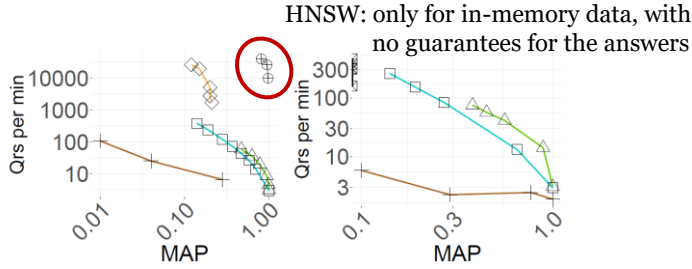 HNSW: only for in-memory data, with
no guarantees for the answers
Qrs per min
10000
1000
100
10
0.01
0.10
1.00
MAP
Qrs per min
300
100
30
10
3
0.1
0.3
1.0
MAP